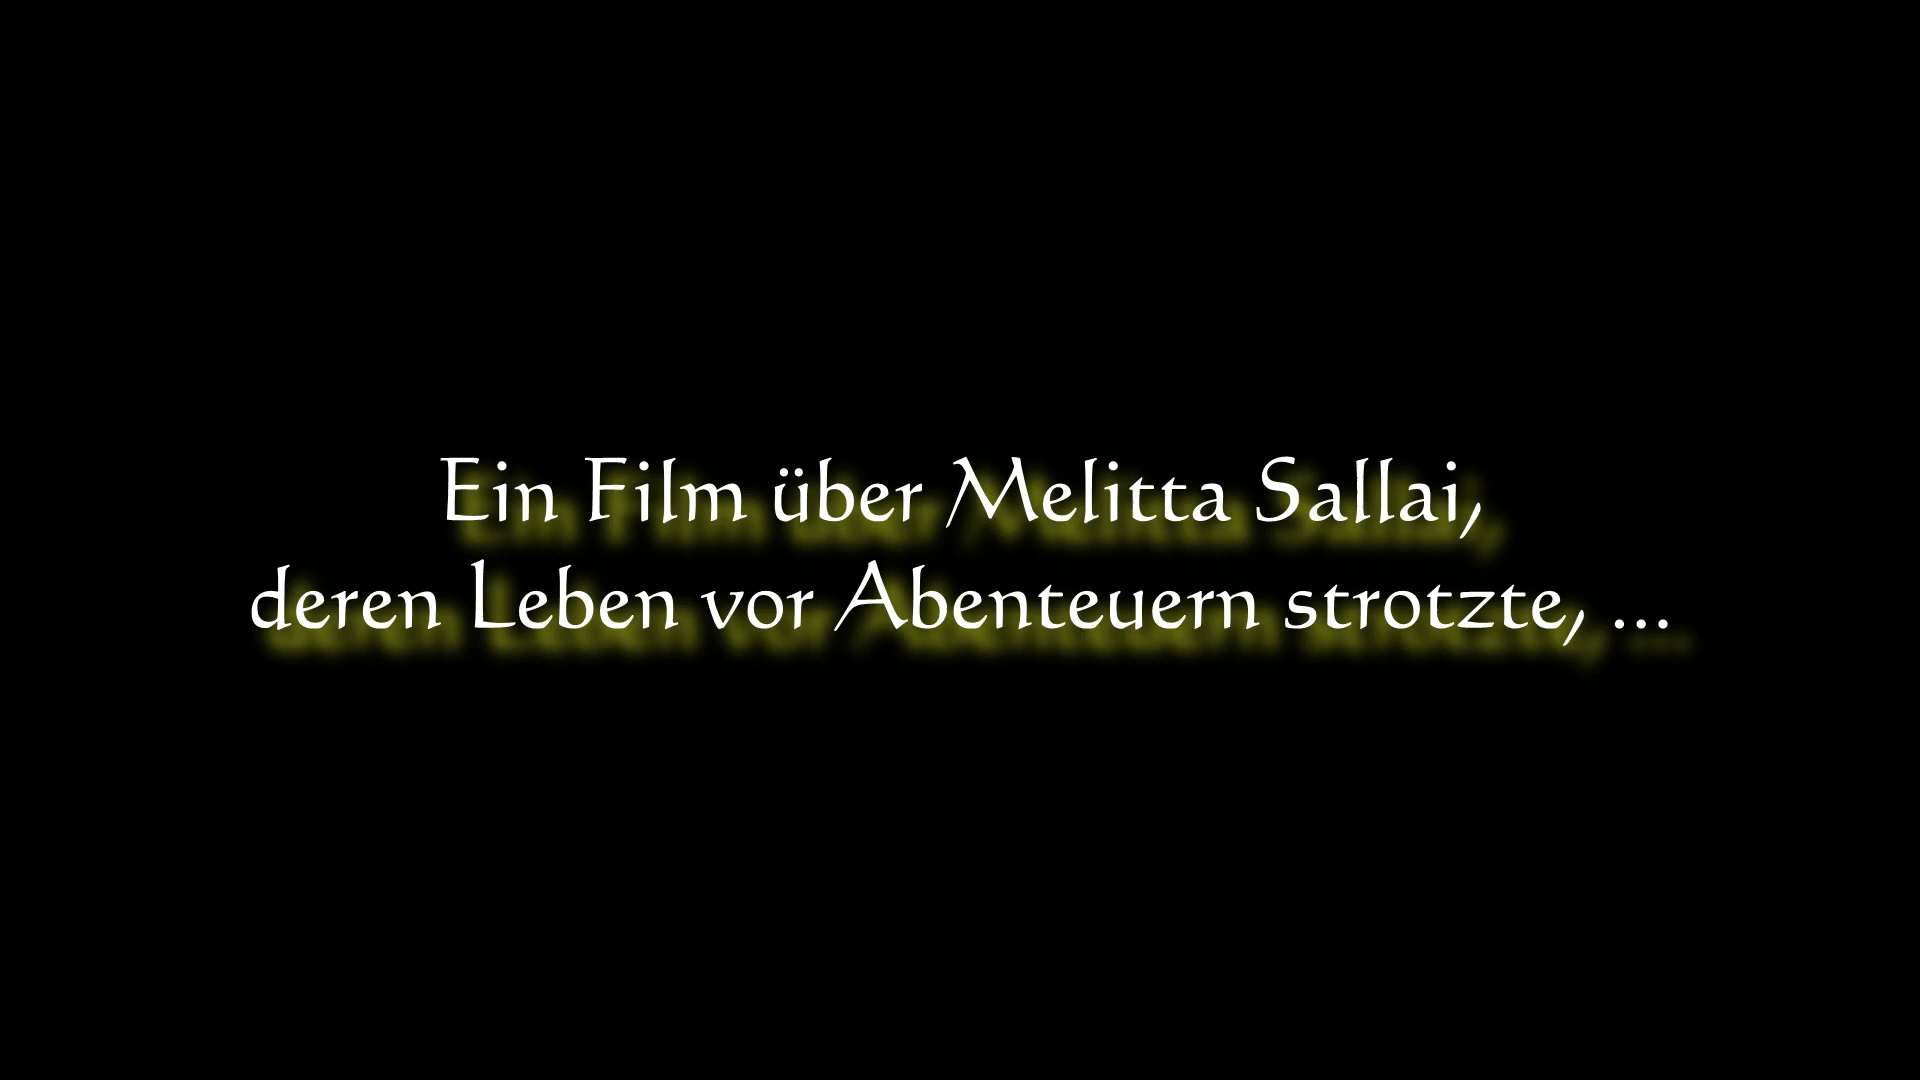 Ein Film über Melitta Sallai,
deren Leben vor Abenteuern strotzte, ...